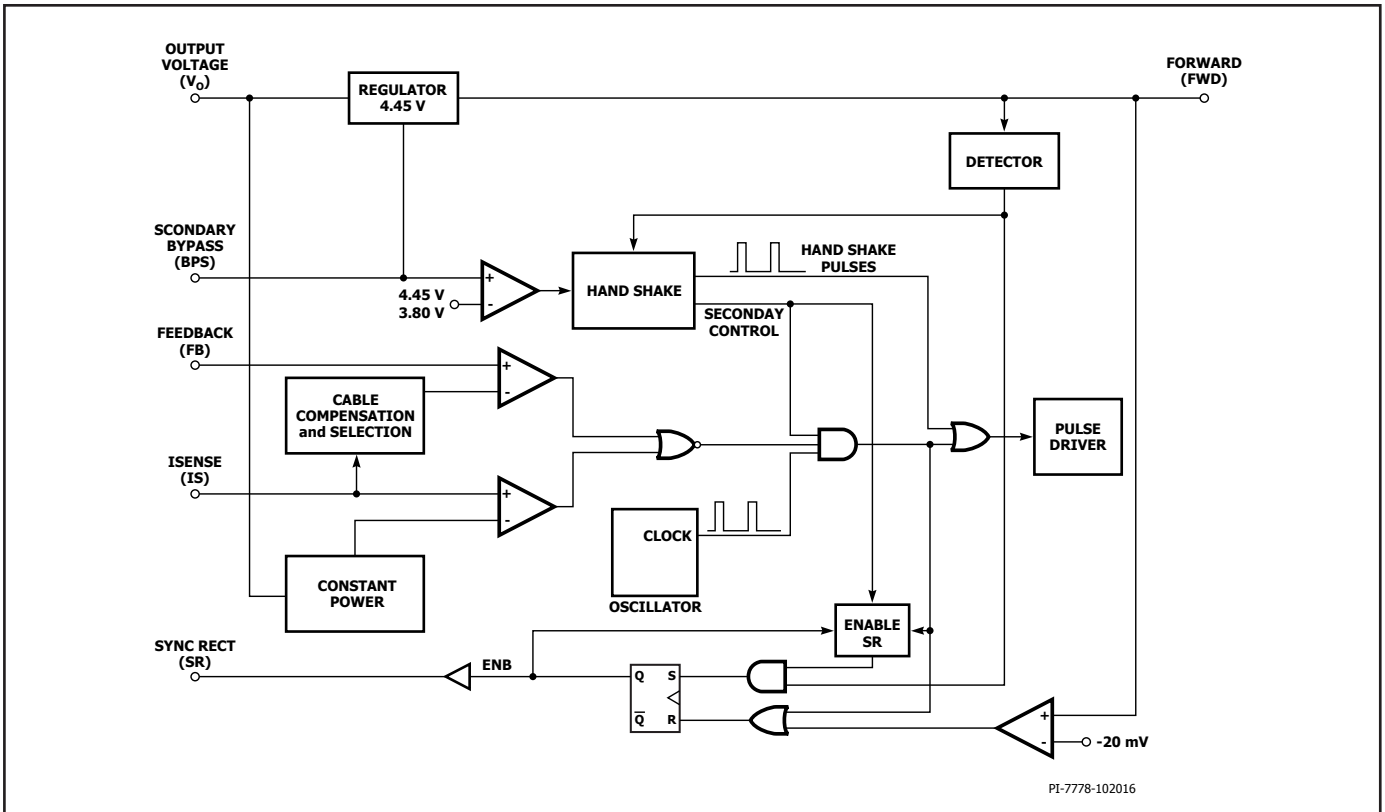 OUTPUT
VOLTAGE
(VO)
REGULATOR
4.45 V
FORWARD
(FWD)
DETECTOR
SCONDARY
BYPASS
(BPS)
+
-
4.45 V
3.80 V
HAND SHAKE
HAND SHAKE
PULSES
SECONDAY
CONTROL
FEEDBACK
(FB)
+
-
CABLE
COMPENSATION
and SELECTION
PULSE
DRIVER
ISENSE
(IS)
+
-
CLOCK
OSCILLATOR
CONSTANT
POWER
ENABLE
SR
SYNC RECT
(SR)
ENB
Q S
Q̅ R
+
-
-20 mV
PI-7778-102016